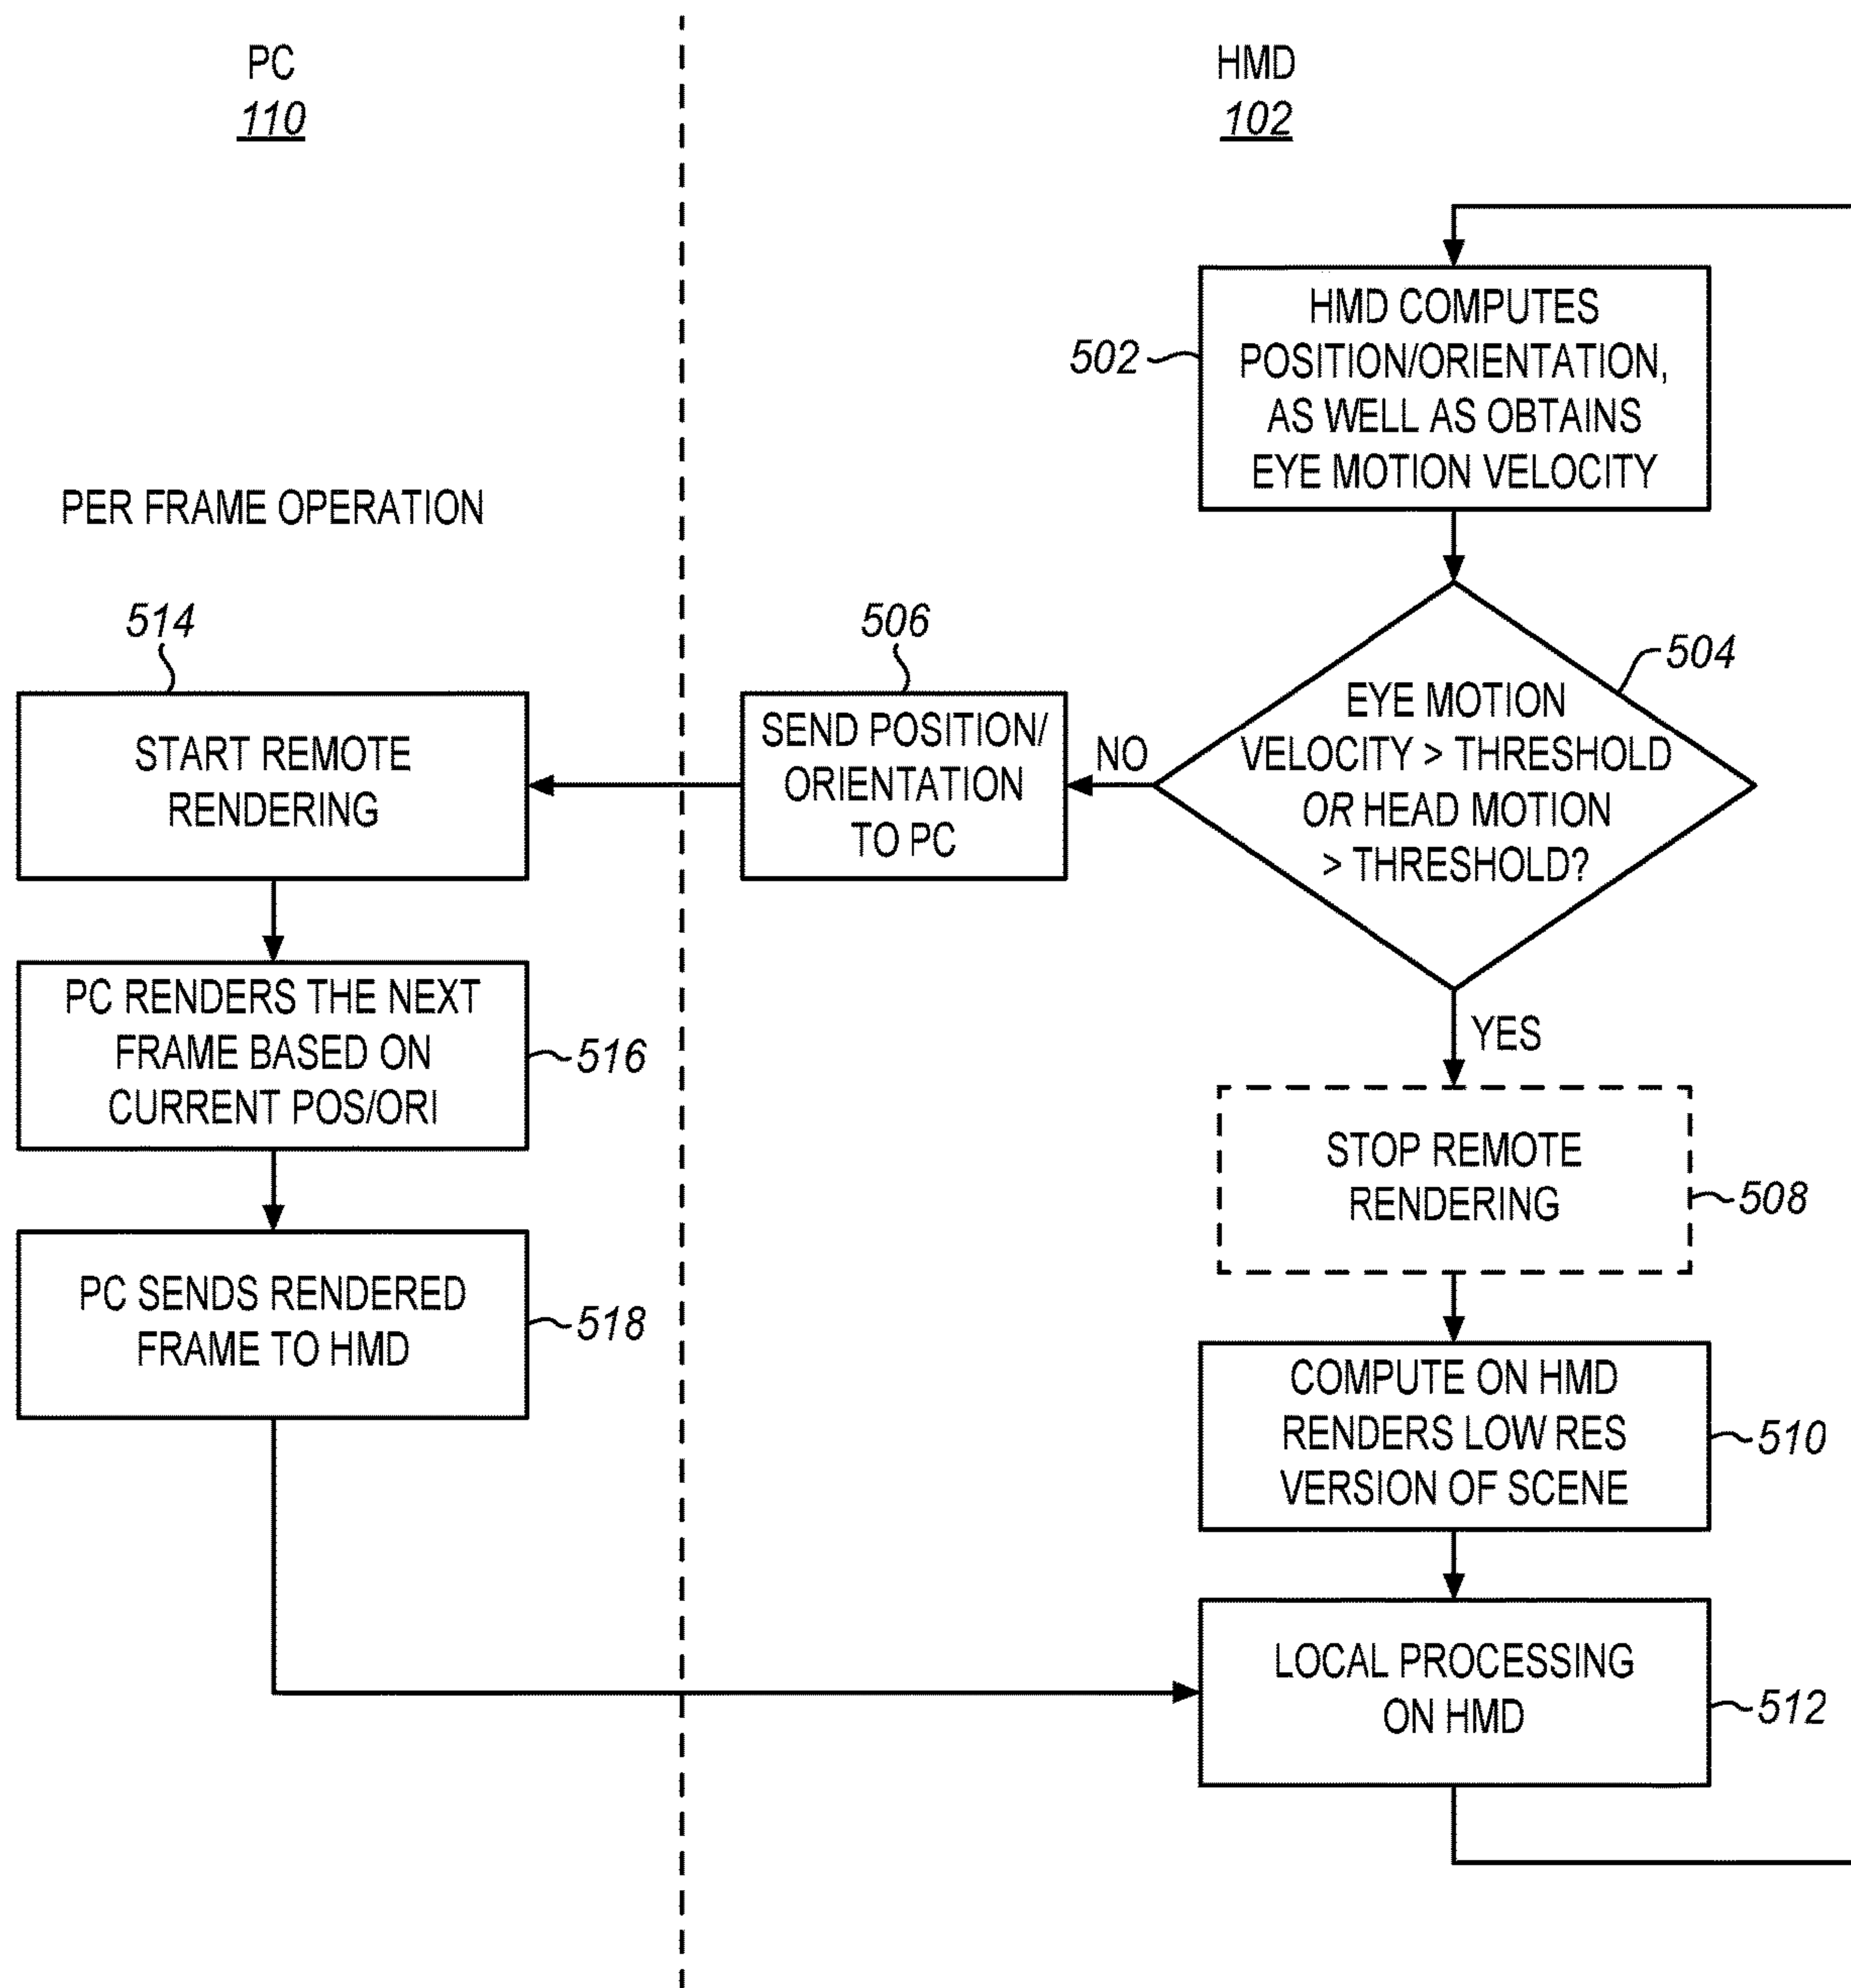 PC
110
HMD
102
HMD COMPUTES
POSITION/ORIENTATION,
AS WELL AS OBTAINS
EYE MOTION VELOCITY
502
PER FRAME OPERATION
504
EYE MOTION
VELOCITY > THRESHOLD
OR HEAD MOTION
> THRESHOLD?
NO
506
SEND POSITION/
ORIENTATION
TO PC
514
START REMOTE
RENDERING
PC RENDERS THE NEXT
FRAME BASED ON
CURRENT POS/ORI
516
PC SENDS RENDERED
FRAME TO HMD
518
YES
STOP REMOTE
RENDERING
508
COMPUTE ON HMD
RENDERS LOW RES
VERSION OF SCENE
510
LOCAL PROCESSING
ON HMD
512